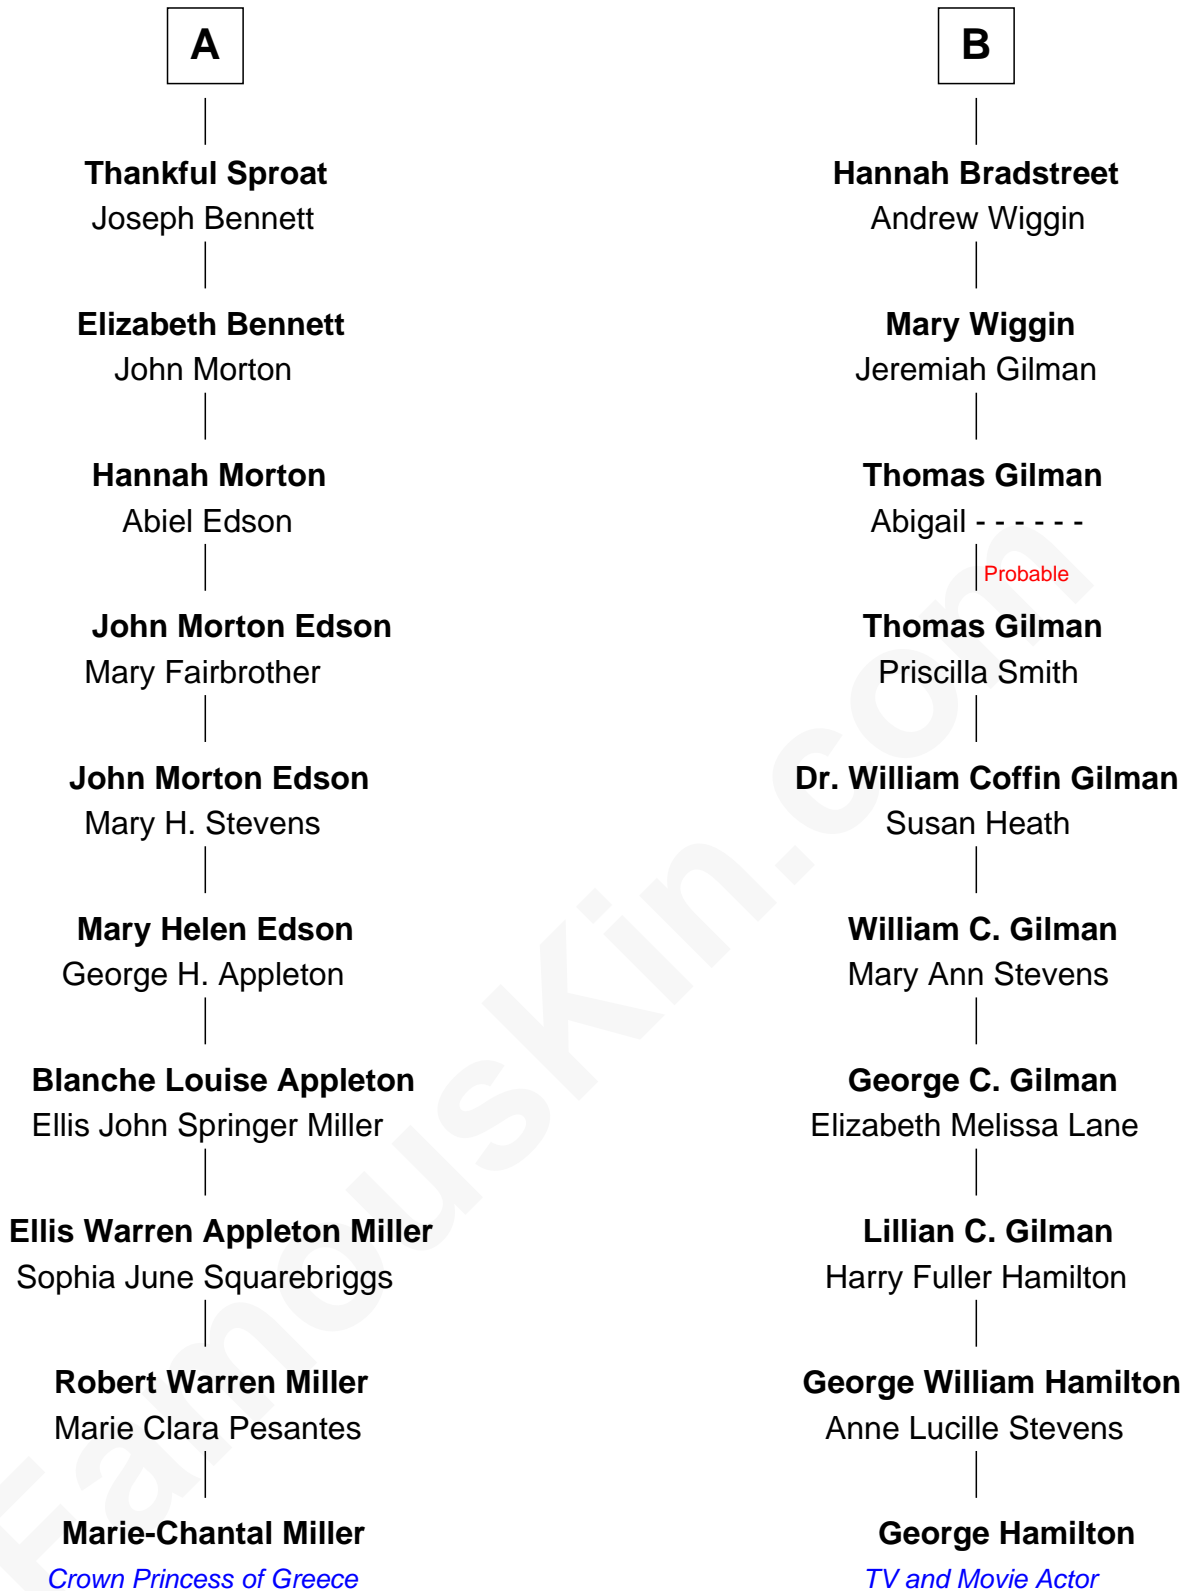 A
Thankful Sproat
Joseph Bennett
Elizabeth Bennett
John Morton
Hannah Morton
Abiel Edson
John Morton Edson
Mary Fairbrother
John Morton Edson
Mary H. Stevens
Mary Helen Edson
George H. Appleton
Blanche Louise Appleton
Ellis John Springer Miller
Ellis Warren Appleton Miller
Sophia June Squarebriggs
Robert Warren Miller
Marie Clara Pesantes
Marie-Chantal Miller
Crown Princess of Greece
B
Hannah Bradstreet
Andrew Wiggin
Mary Wiggin
Jeremiah Gilman
Thomas Gilman
Abigail - - - - - -
Probable
Thomas Gilman
Priscilla Smith
Dr. William Coffin Gilman
Susan Heath
William C. Gilman
Mary Ann Stevens
George C. Gilman
Elizabeth Melissa Lane
Lillian C. Gilman
Harry Fuller Hamilton
George William Hamilton
Anne Lucille Stevens
George Hamilton
TV and Movie Actor
FamousKin.com